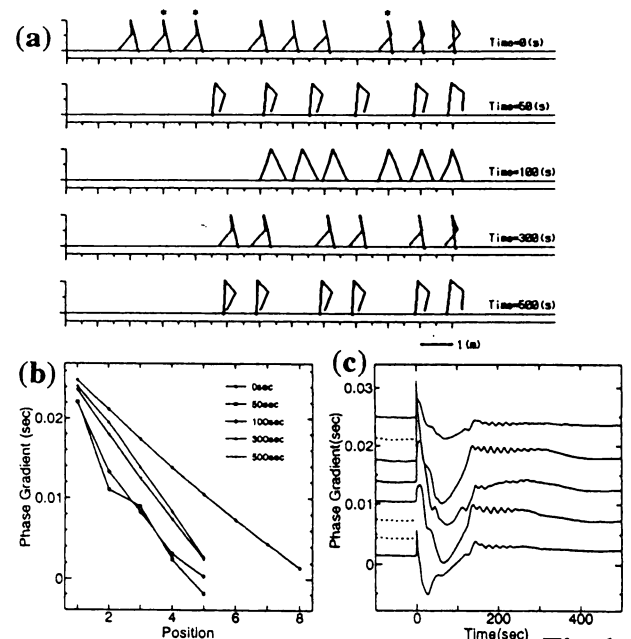 (a)
* * *
Time=0(s)
Time=50(s)
Time=100(s)
Time=300(s)
Time=500(s)
1(m)
(b)
Phase Gradient (sec)
0.02
0.01
0
0sec
50sec
100sec
300sec
500sec
0 2 4 6 8
Position
(c)
Phase Gradient(sec)
0.03
0.02
0.01
0
0 200 400
Time(sec)